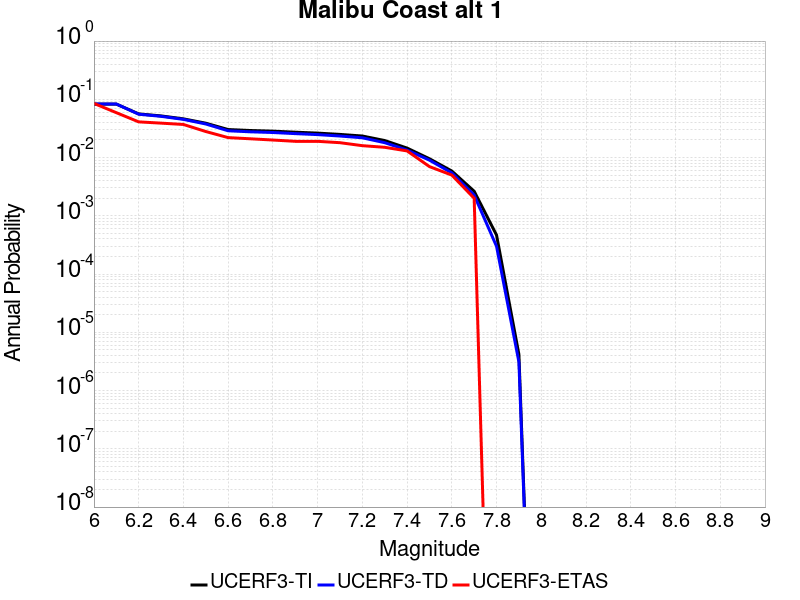 Malibu Coast alt 1
10^0
10^-1
10^-2
10^-3
10^-4
10^-5
10^-6
10^-7
10^-8
Annual Probability
6 6.2 6.4 6.6 6.8 7 7.2 7.4 7.6 7.8 8 8.2 8.4 8.6 8.8 9
Magnitude
UCERF3-TI UCERF3-TD UCERF3-ETAS